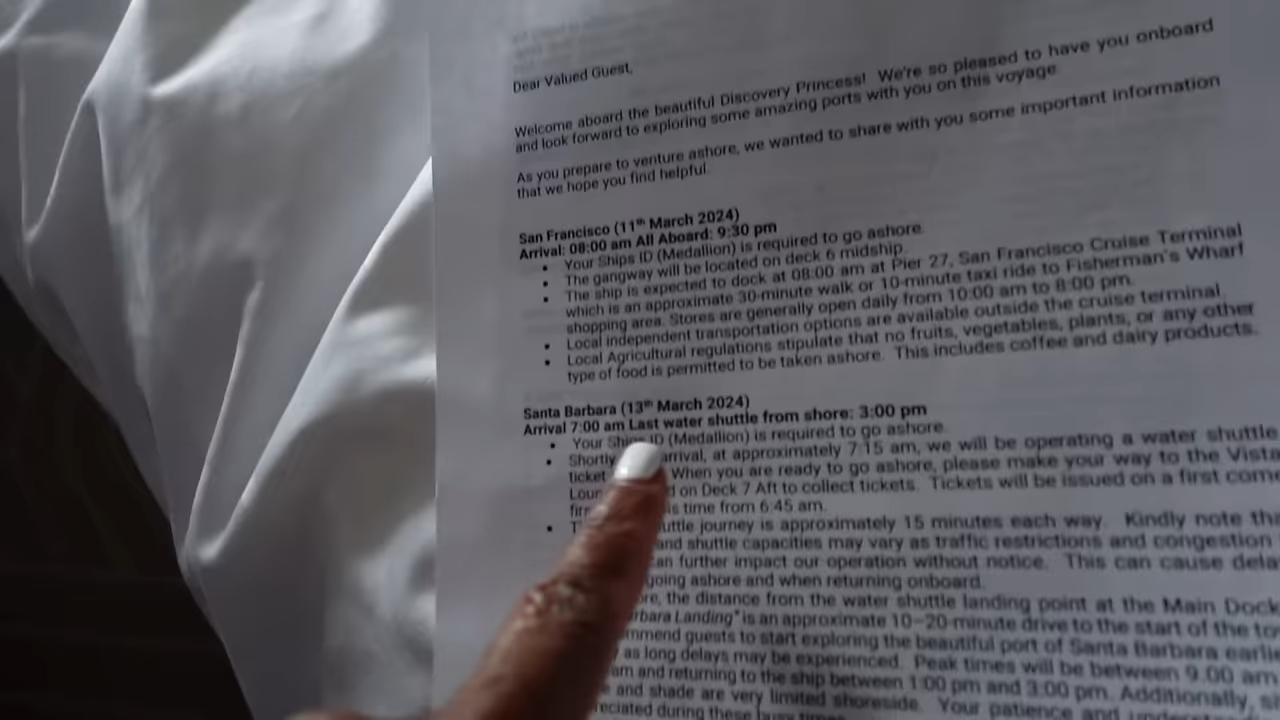 Dear Valued Guest,
Welcome aboard the beautiful Discovery Princess! We're so pleased to have you onboard
and look forward to exploring some amazing ports with you on this voyage.
As you prepare to venture ashore, we wanted to share with you some important information
that we hope you find helpful.
San Francisco (11th March 2024)
Arrival: 08:00 am All Aboard: 9:30 pm
• Your Ships ID (Medallion) is required to go ashore.
• The gangway will be located on deck 6 midship.
• The ship is expected to dock at 08:00 am at Pier 27, San Francisco Cruise Terminal
which is an approximate 30-minute walk or 10-minute taxi ride to Fisherman's Wharf
shopping area. Stores are generally open daily from 10:00 am to 8:00 pm.
• Local independent transportation options are available outside the cruise terminal.
• Local Agricultural regulations stipulate that no fruits, vegetables, plants, or any other
type of food is permitted to be taken ashore. This includes coffee and dairy products.
Santa Barbara (13th March 2024)
Arrival 7:00 am Last water shuttle from shore: 3:00 pm
• Your Ships ID (Medallion) is required to go ashore.
• Shortly arrival, at approximately 7:15 am, we will be operating a water shuttle
ticket When you are ready to go ashore, please make your way to the Vista
on Deck 7 Aft to collect tickets. Tickets will be issued on a first come
time from 6:45 am.
• journey is approximately 15 minutes each way. Kindly note
and shuttle capacities may vary as traffic restrictions and congestion
further impact our operation without notice. This can cause
going ashore and when returning onboard.
the distance from the water shuttle landing point at the Main Dock
Landing" is an approximate 10–20-minute drive to the start of the
guests to start exploring the beautiful port of Santa Barbara
as long delays may be experienced. Peak times will be between 9:00 am
am and returning to the ship between 1:00 pm and 3:00 pm. Additionally,
and shade are very limited shoreside. Your patience and
during these busy times.